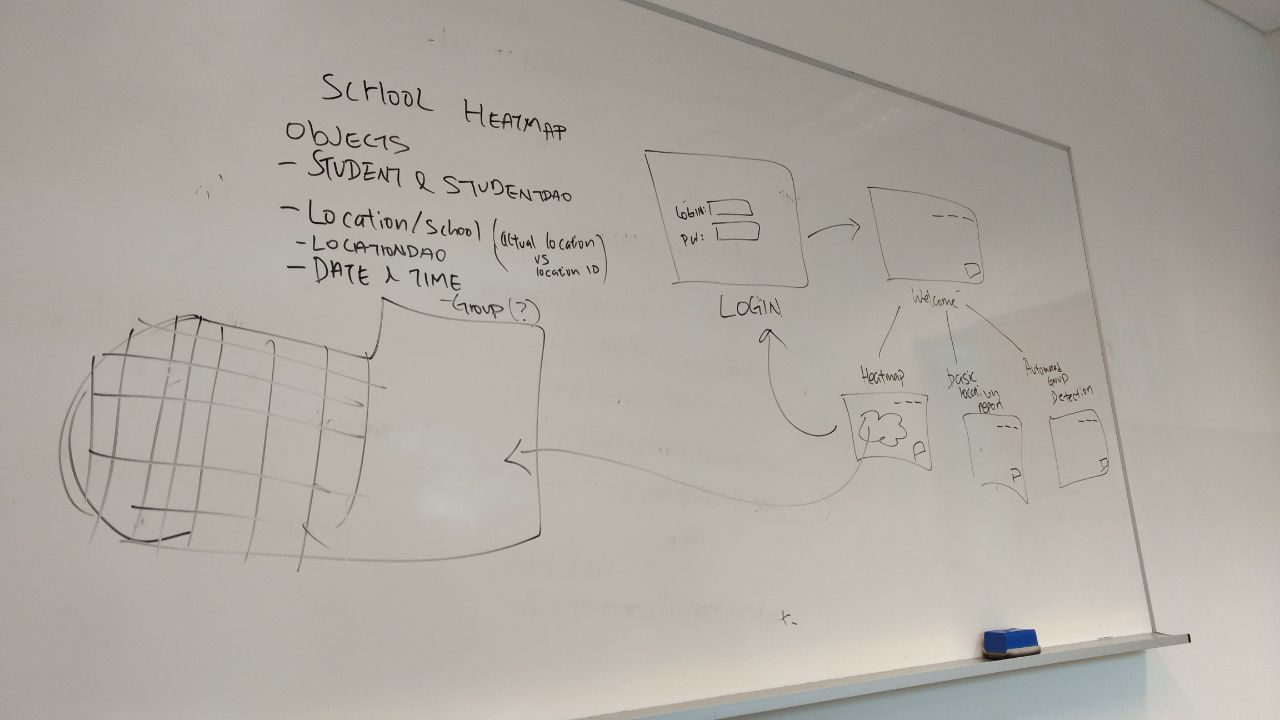 SCHOOL HEATMAP
ObJECTS
- STUDENT & STUDENTDAO
- Location/School (actual location
vs
location ID)
- LOCATIONDAO
- DATE & TIME
- Group (?)
Login:
pw:
LOGIN
Welcome
Heatmap
basic
location
report
Automated
Group
Detection